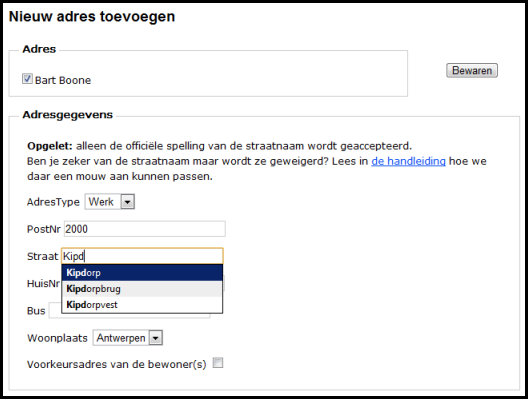 Nieuw adres toevoegen
Adres
Bart Boone
Bewaren
Adresgegevens
Opgelet: alleen de officiële spelling van de straatnaam wordt geaccepteerd.
Ben je zeker van de straatnaam maar wordt ze geweigerd? Lees in de handleiding hoe we
daar een mouw aan kunnen passen.
AdresType Werk
PostNr 2000
Straat Kipd
Kipdorp
HuisNr
Kipdorpbrug
Kipdorpvest
Bus
Woonplaats Antwerpen
Voorkeursadres van de bewoner(s)